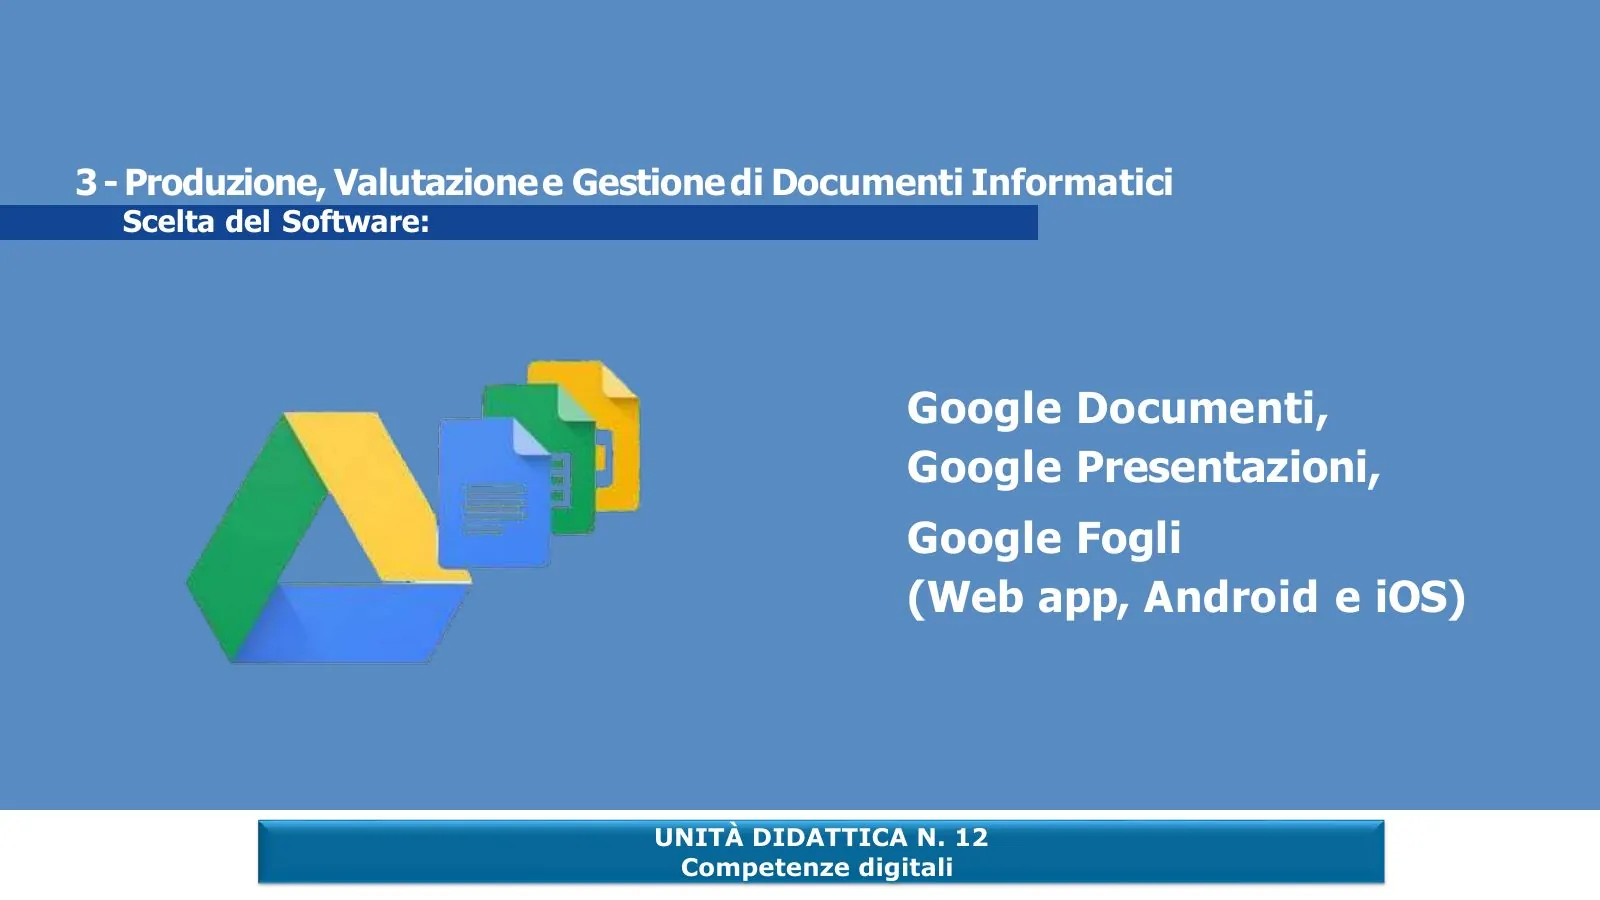 3 - Produzione, Valutazione e Gestione di Documenti Informatici
Scelta del Software:
Google Documenti,
Google Presentazioni,
Google Fogli
(Web app, Android e iOS)
UNITÀ DIDATTICA N. 12
Competenze digitali